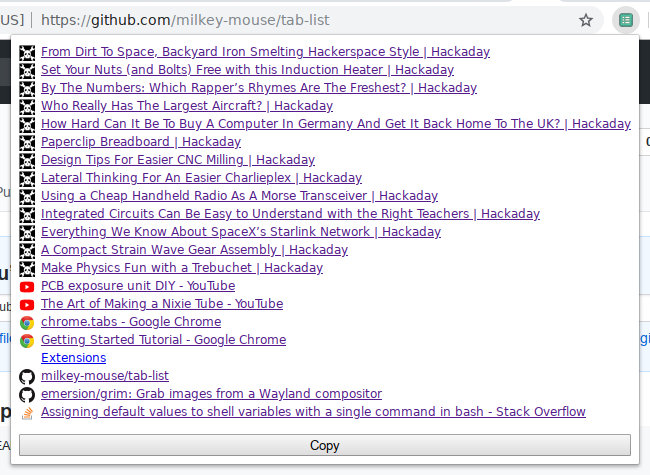 US] https://github.com/milkey-mouse/tab-list
From Dirt To Space, Backyard Iron Smelting Hackerspace Style | Hackaday
Set Your Nuts (and Bolts) Free with this Induction Heater | Hackaday
By The Numbers: Which Rapper’s Rhymes Are The Freshest? | Hackaday
Who Really Has The Largest Aircraft? | Hackaday
How Hard Can It Be To Buy A Computer In Germany And Get It Back Home To The UK? | Hackaday
Paperclip Breadboard | Hackaday
Design Tips For Easier CNC Milling | Hackaday
Lateral Thinking For An Easier Charlieplex | Hackaday
Using a Cheap Handheld Radio As A Morse Transceiver | Hackaday
Integrated Circuits Can Be Easy to Understand with the Right Teachers | Hackaday
Everything We Know About SpaceX’s Starlink Network | Hackaday
A Compact Strain Wave Gear Assembly | Hackaday
Make Physics Fun with a Trebuchet | Hackaday
PCB exposure unit DIY - YouTube
The Art of Making a Nixie Tube - YouTube
chrome.tabs - Google Chrome
Getting Started Tutorial - Google Chrome
Extensions
milkey-mouse/tab-list
emersion/grim: Grab images from a Wayland compositor
Assigning default values to shell variables with a single command in bash - Stack Overflow
Copy